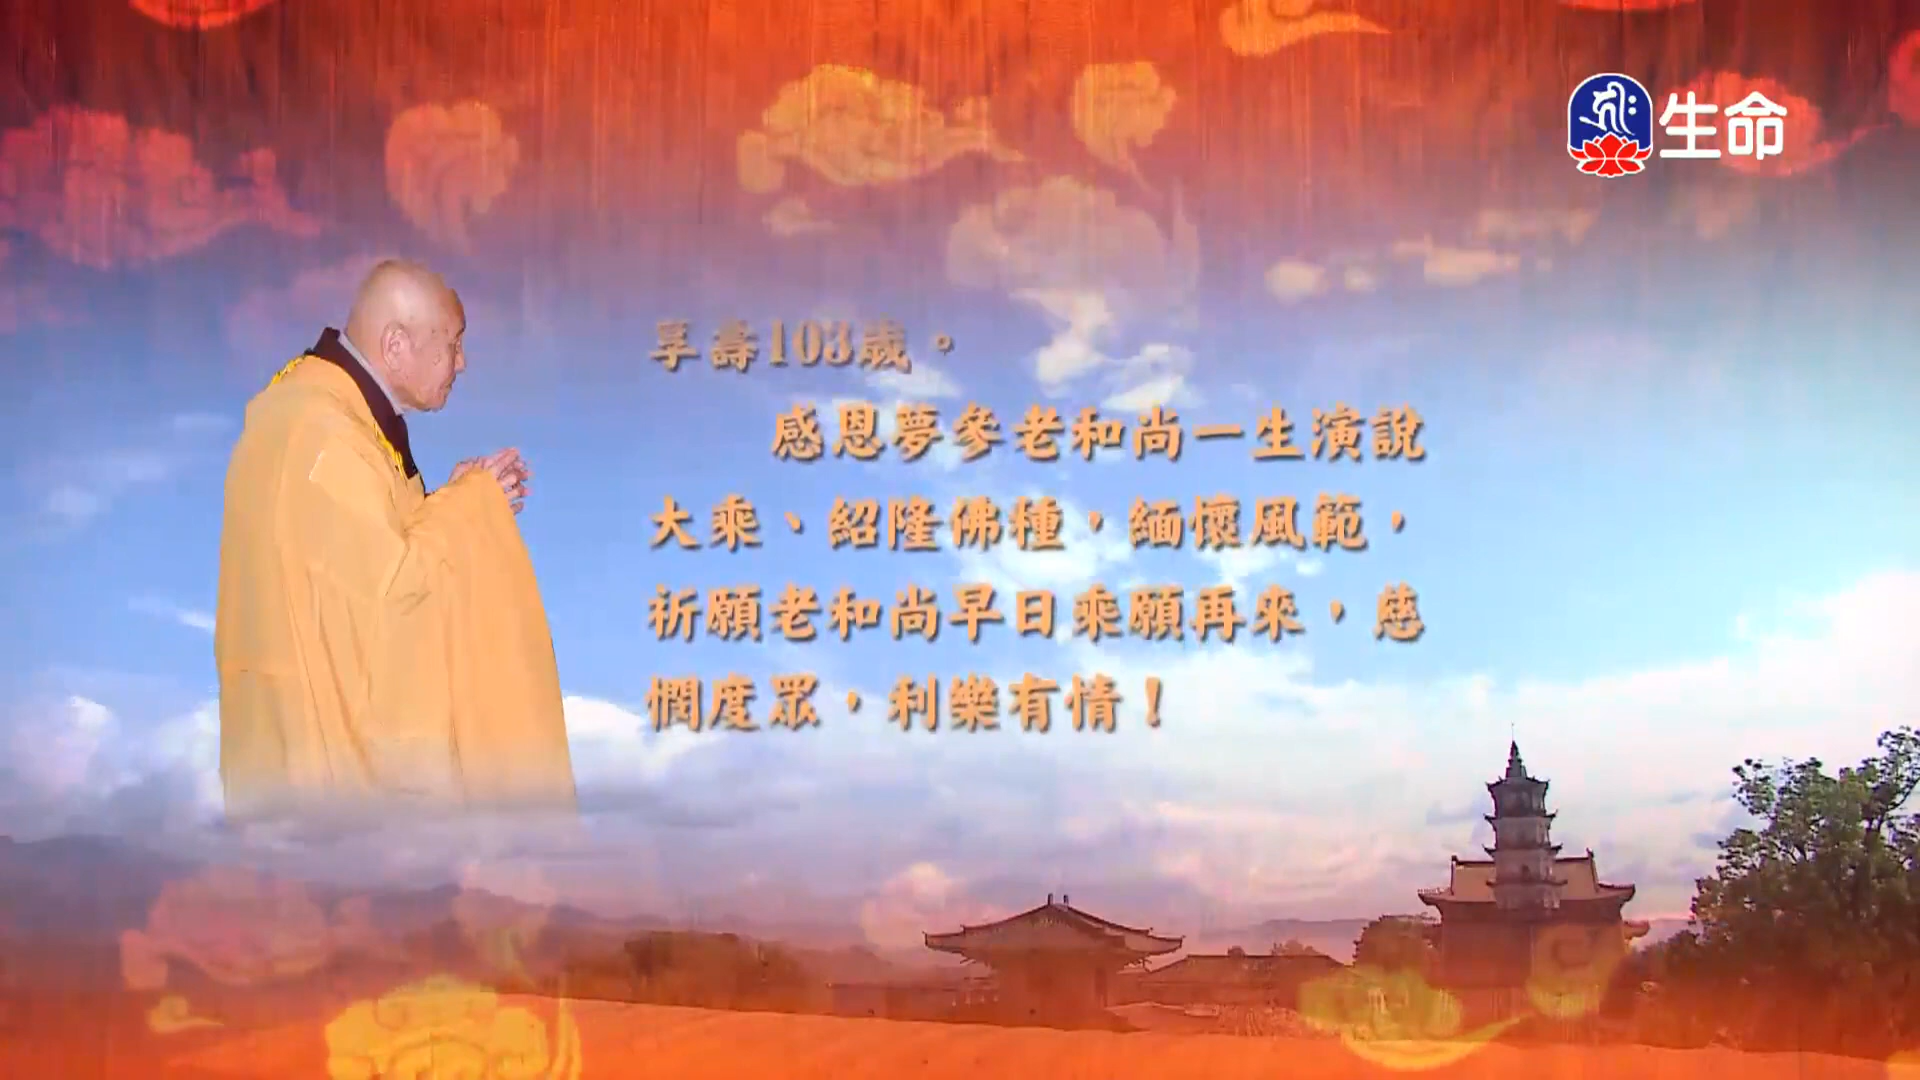 生命
享壽103歲。
感恩夢參老和尚一生演說
大乘、紹隆佛種，緬懷風範，
祈願老和尚早日乘願再來，慈
憫度眾，利樂有情！